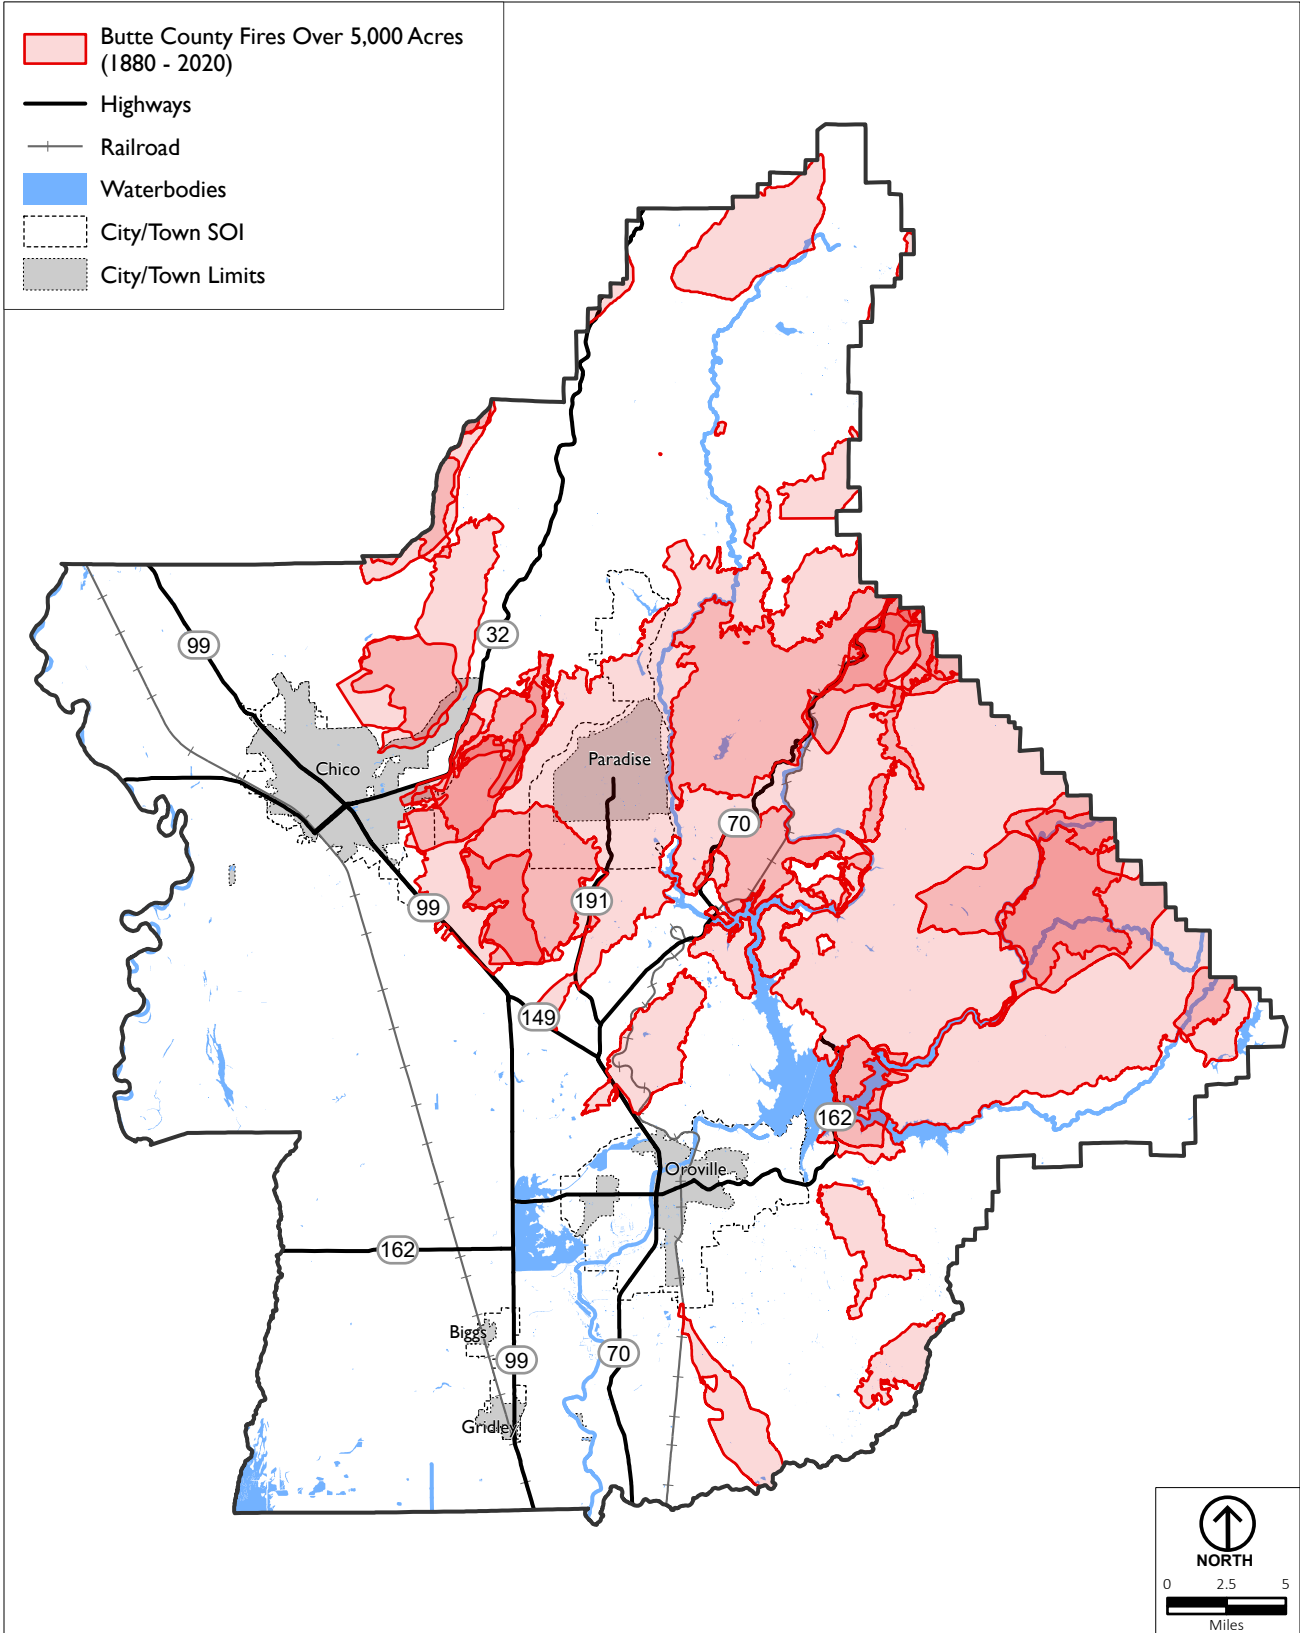 Butte County Fires Over 5,000 Acres
(1880 - 2020)
Highways
Railroad
Waterbodies
City/Town SOI
City/Town Limits
99
32
Chico
Paradise
70
99
191
149
162
Oroville
162
Biggs
99
70
Gridley
NORTH
0 2.5 5
Miles